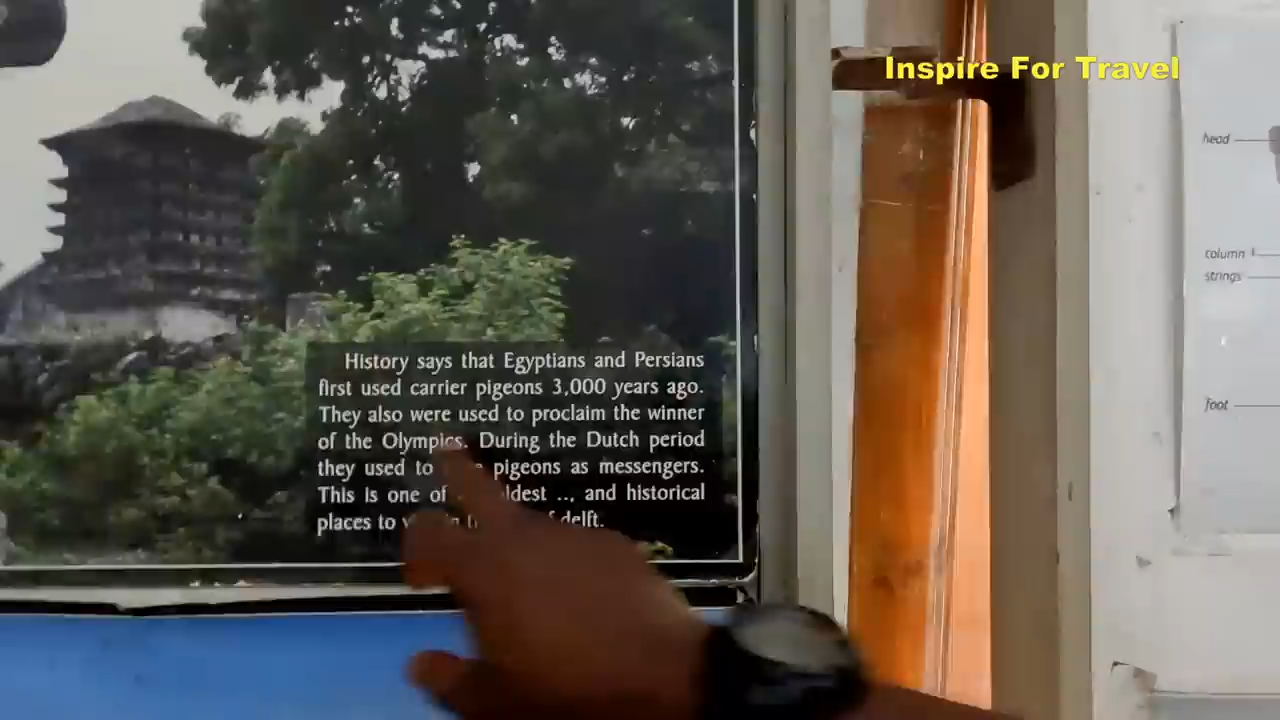 Inspire For Travel
History says that Egyptians and Persians
first used carrier pigeons 3,000 years ago.
They also were used to proclaim the winner
of the Olympics. During the Dutch period
they used to pigeons as messengers.
This is one of .., and historical
places to delft.
head
column
strings
foot